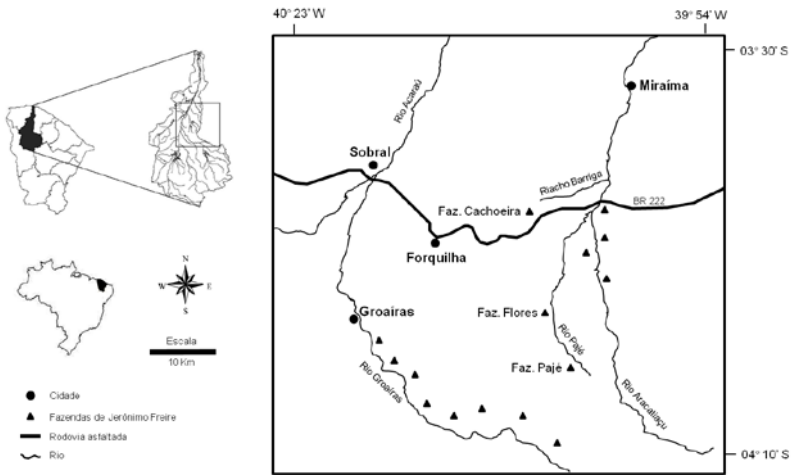 40° 23' W
39° 54' W
03° 30' S
Miraíma
Rio Acaraú
Sobral
Riacho Barriga
Faz. Cachoeira
BR 222
Forquilha
N
W
E
S
Groaíras
Faz. Flores
Escala
10 Km
Rio Pajé
Faz. Pajé
Rio Groaíras
Rio Aracatiaçu
Cidade
Fazendas de Jerônimo Freire
Rodovia asfaltada
Rio
04° 10' S